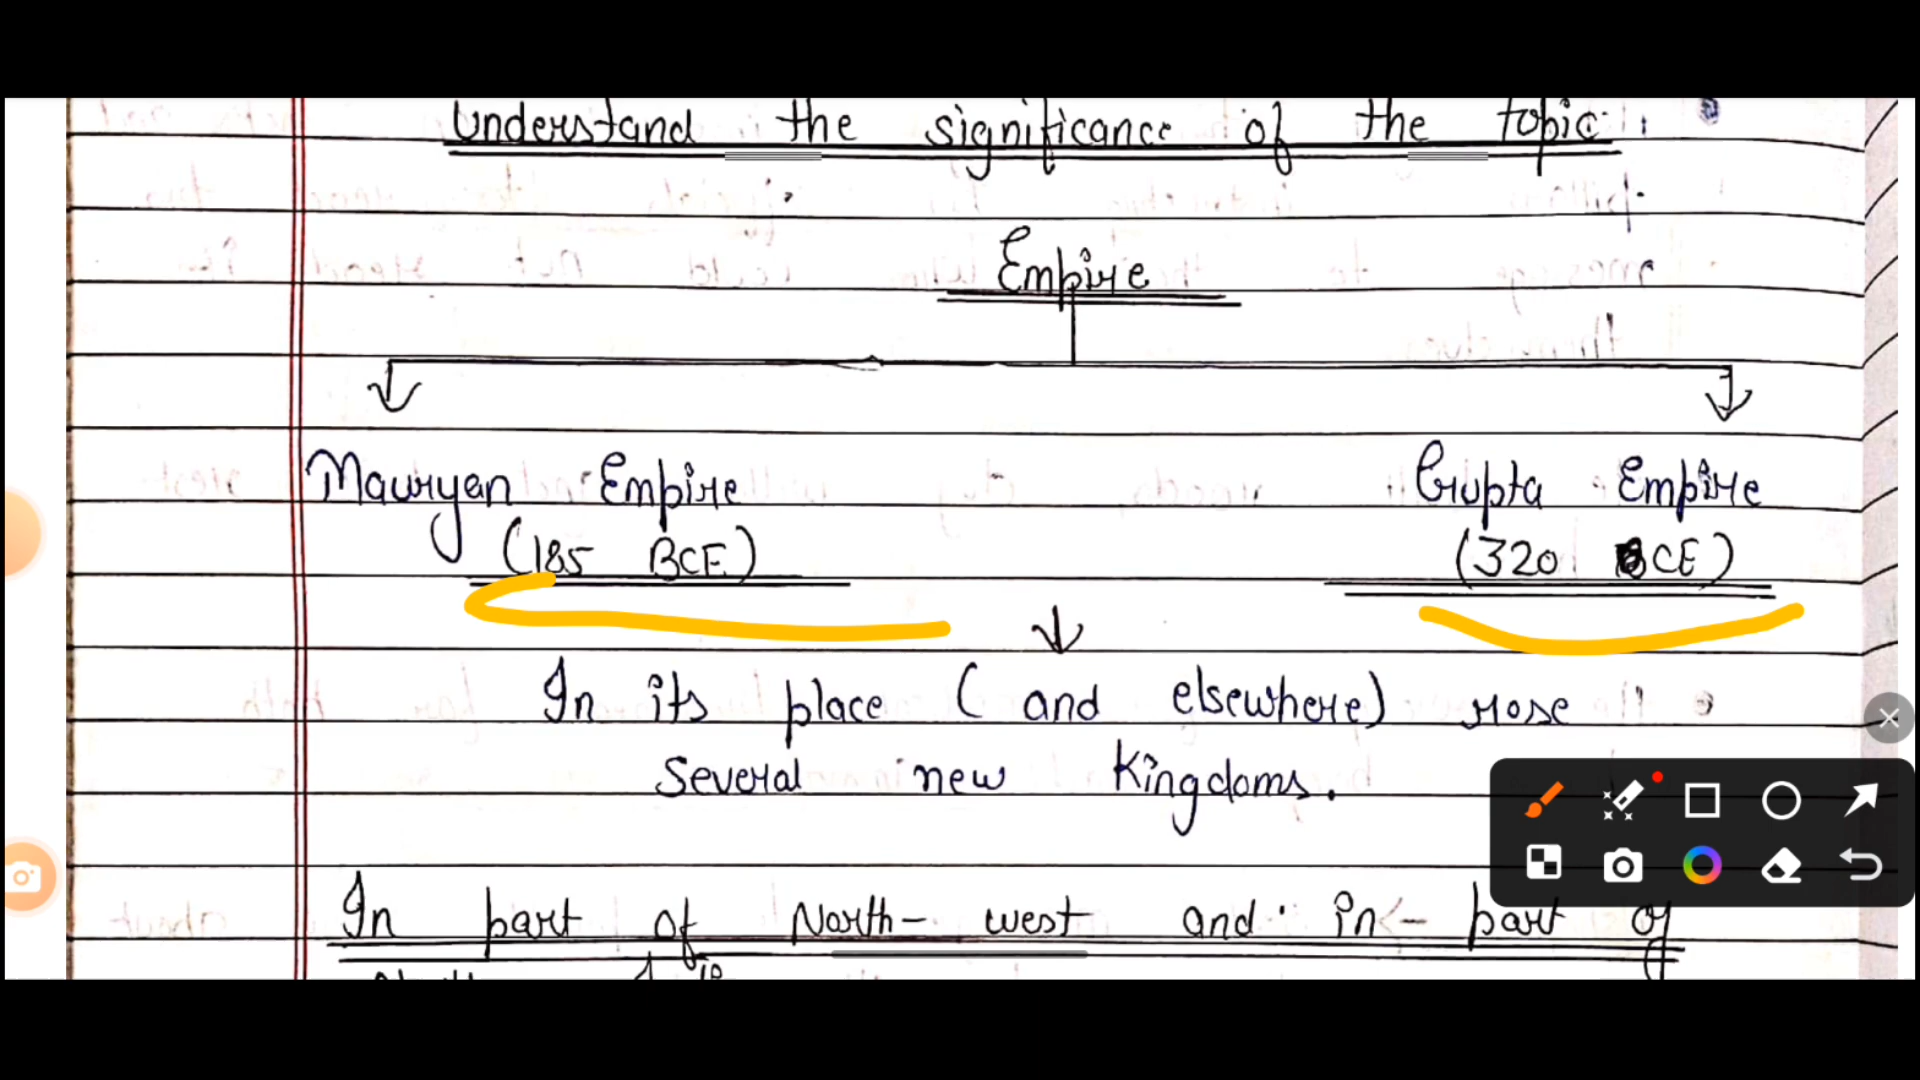 Understand the significance of the topic.
Empire
Mauryan Empire Gupta Empire
(185 BCE) (320 CE)
In its place (and elsewhere) rose
several new Kingdoms.
In part of North-west and in - part of